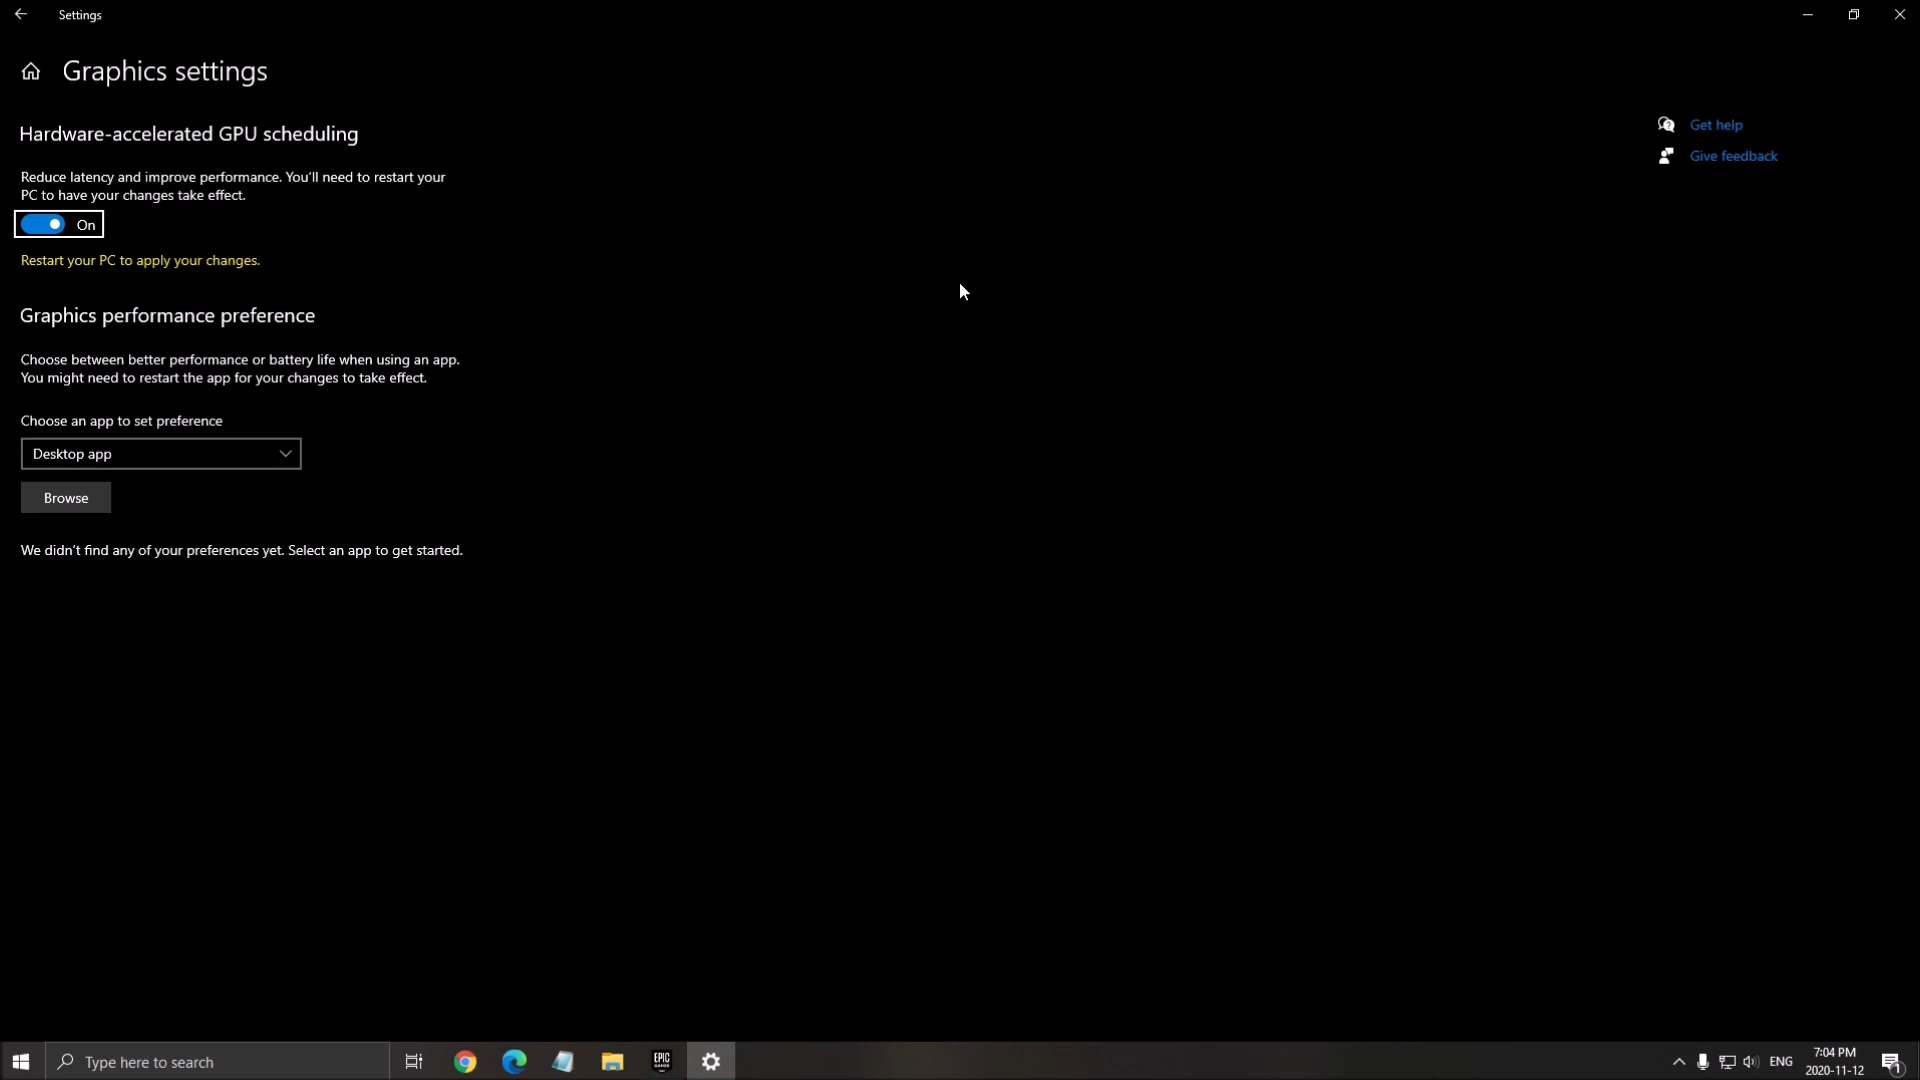 Settings
Graphics settings
Hardware-accelerated GPU scheduling
Reduce latency and improve performance. You'll need to restart your
PC to have your changes take effect.
On
Restart your PC to apply your changes.
Graphics performance preference
Choose between better performance or battery life when using an app.
You might need to restart the app for your changes to take effect.
Choose an app to set preference
Desktop app
Browse
We didn't find any of your preferences yet. Select an app to get started.
Get help
Give feedback
Type here to search
EPIC
GAMES
ENG
7:04 PM
2020-11-12
1